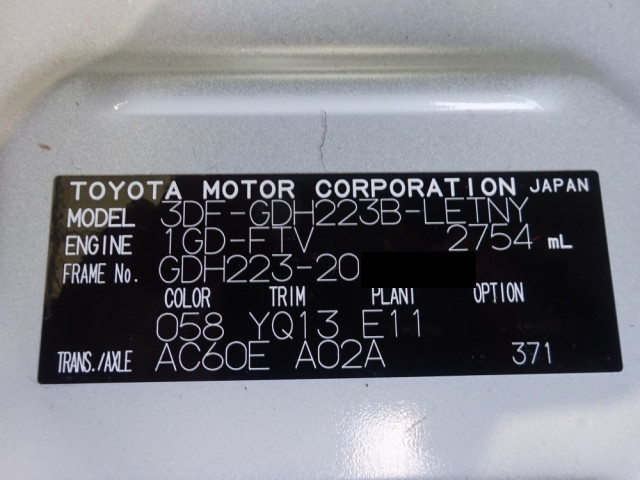 TOYOTA MOTOR CORPORATION JAPAN
MODEL 3DF-GDH223B-LETNY
ENGINE 1GD-FTV 2754 mL
FRAME No. GDH223-20
COLOR TRIM PLANT OPTION
058 YQ13 E11
TRANS./AXLE AC60E A02A 371